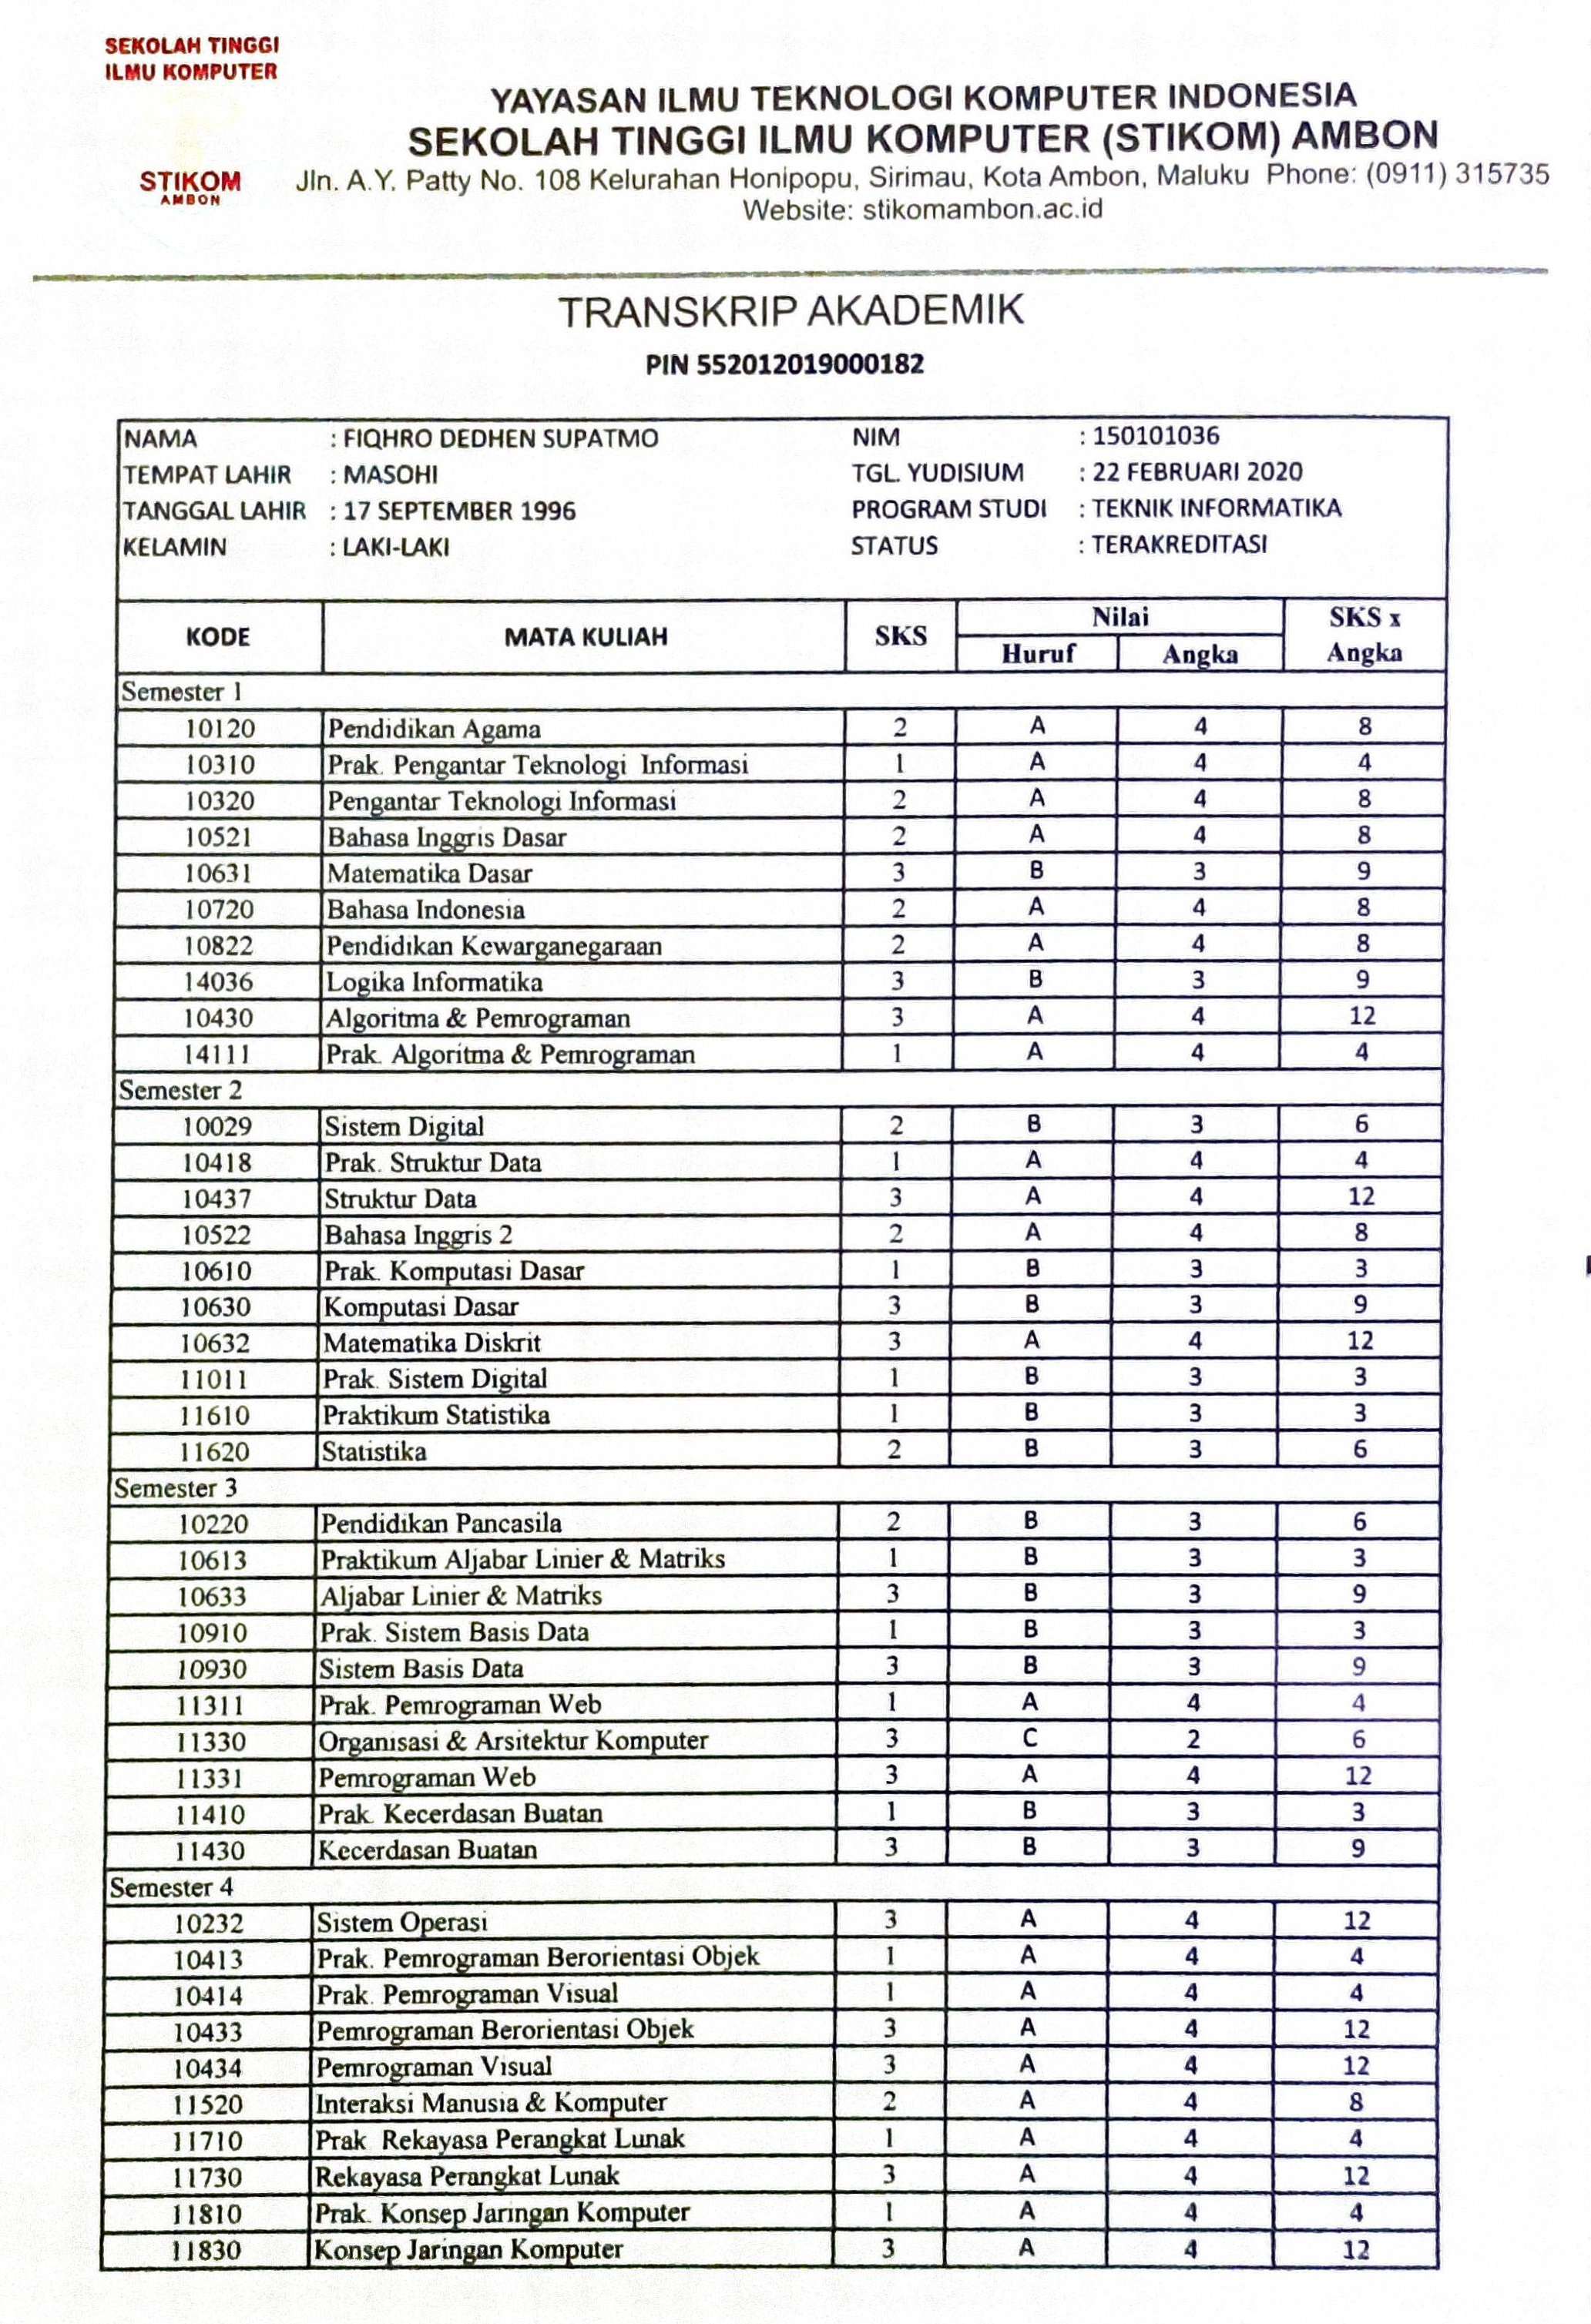 SEKOLAH TINGGI
ILMU KOMPUTER
STIKOM
AMBON
YAYASAN ILMU TEKNOLOGI KOMPUTER INDONESIA
SEKOLAH TINGGI ILMU KOMPUTER (STIKOM) AMBON
Jln. A.Y. Patty No. 108 Kelurahan Honipopu, Sirimau, Kota Ambon, Maluku Phone: (0911) 315735
Website: stikomambon.ac.id
TRANSKRIP AKADEMIK
PIN 552012019000182
NAMA : FIQHRO DEDHEN SUPATMO NIM : 150101036
TEMPAT LAHIR : MASOHI TGL. YUDISIUM : 22 FEBRUARI 2020
TANGGAL LAHIR : 17 SEPTEMBER 1996 PROGRAM STUDI : TEKNIK INFORMATIKA
KELAMIN : LAKI-LAKI STATUS : TERAKREDITASI
KODE MATA KULIAH SKS Nilai SKS x Angka
Huruf Angka
Semester 1
10120 Pendidikan Agama 2 A 4 8
10310 Prak. Pengantar Teknologi Informasi 1 A 4 4
10320 Pengantar Teknologi Informasi 2 A 4 8
10521 Bahasa Inggris Dasar 2 A 4 8
10631 Matematika Dasar 3 B 3 9
10720 Bahasa Indonesia 2 A 4 8
10822 Pendidikan Kewarganegaraan 2 A 4 8
14036 Logika Informatika 3 B 3 9
10430 Algoritma & Pemrograman 3 A 4 12
14111 Prak. Algoritma & Pemrograman 1 A 4 4
Semester 2
10029 Sistem Digital 2 B 3 6
10418 Prak. Struktur Data 1 A 4 4
10437 Struktur Data 3 A 4 12
10522 Bahasa Inggris 2 2 A 4 8
10610 Prak. Komputasi Dasar 1 B 3 3
10630 Komputasi Dasar 3 B 3 9
10632 Matematika Diskrit 3 A 4 12
11011 Prak. Sistem Digital 1 B 3 3
11610 Praktikum Statistika 1 B 3 3
11620 Statistika 2 B 3 6
Semester 3
10220 Pendidikan Pancasila 2 B 3 6
10613 Praktikum Aljabar Linier & Matriks 1 B 3 3
10633 Aljabar Linier & Matriks 3 B 3 9
10910 Prak. Sistem Basis Data 1 B 3 3
10930 Sistem Basis Data 3 B 3 9
11311 Prak. Pemrograman Web 1 A 4 4
11330 Organisasi & Arsitektur Komputer 3 C 2 6
11331 Pemrograman Web 3 A 4 12
11410 Prak. Kecerdasan Buatan 1 B 3 3
11430 Kecerdasan Buatan 3 B 3 9
Semester 4
10232 Sistem Operasi 3 A 4 12
10413 Prak. Pemrograman Berorientasi Objek 1 A 4 4
10414 Prak. Pemrograman Visual 1 A 4 4
10433 Pemrograman Berorientasi Objek 3 A 4 12
10434 Pemrograman Visual 3 A 4 12
11520 Interaksi Manusia & Komputer 2 A 4 8
11710 Prak Rekayasa Perangkat Lunak 1 A 4 4
11730 Rekayasa Perangkat Lunak 3 A 4 12
11810 Prak. Konsep Jaringan Komputer 1 A 4 4
11830 Konsep Jaringan Komputer 3 A 4 12